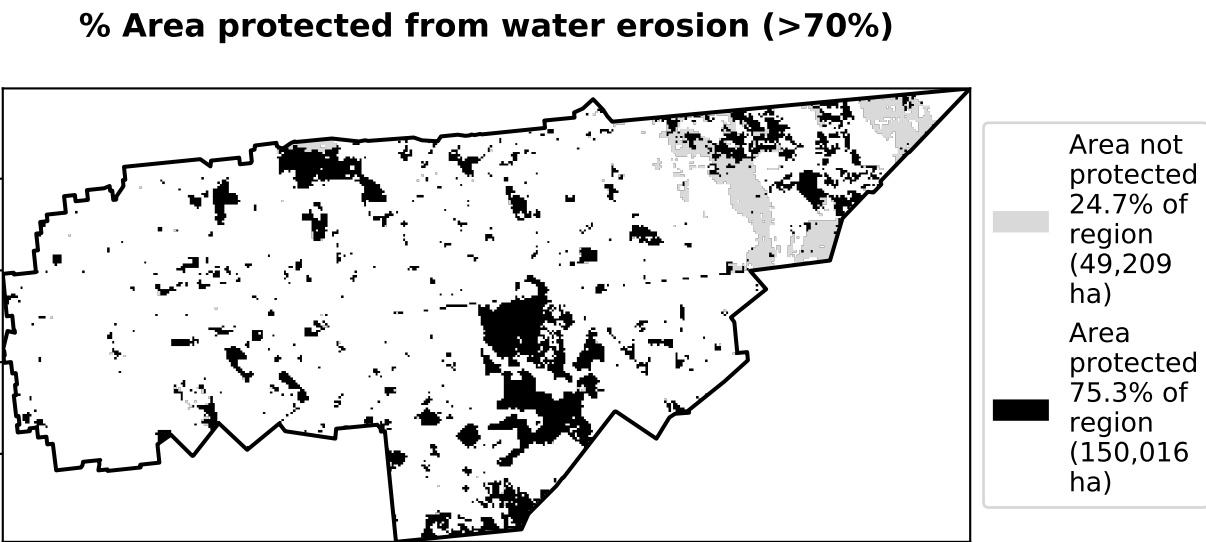 % Area protected from water erosion (>70%)
Area not
protected
24.7% of
region
(49,209
ha)
Area
protected
75.3% of
region
(150,016
ha)